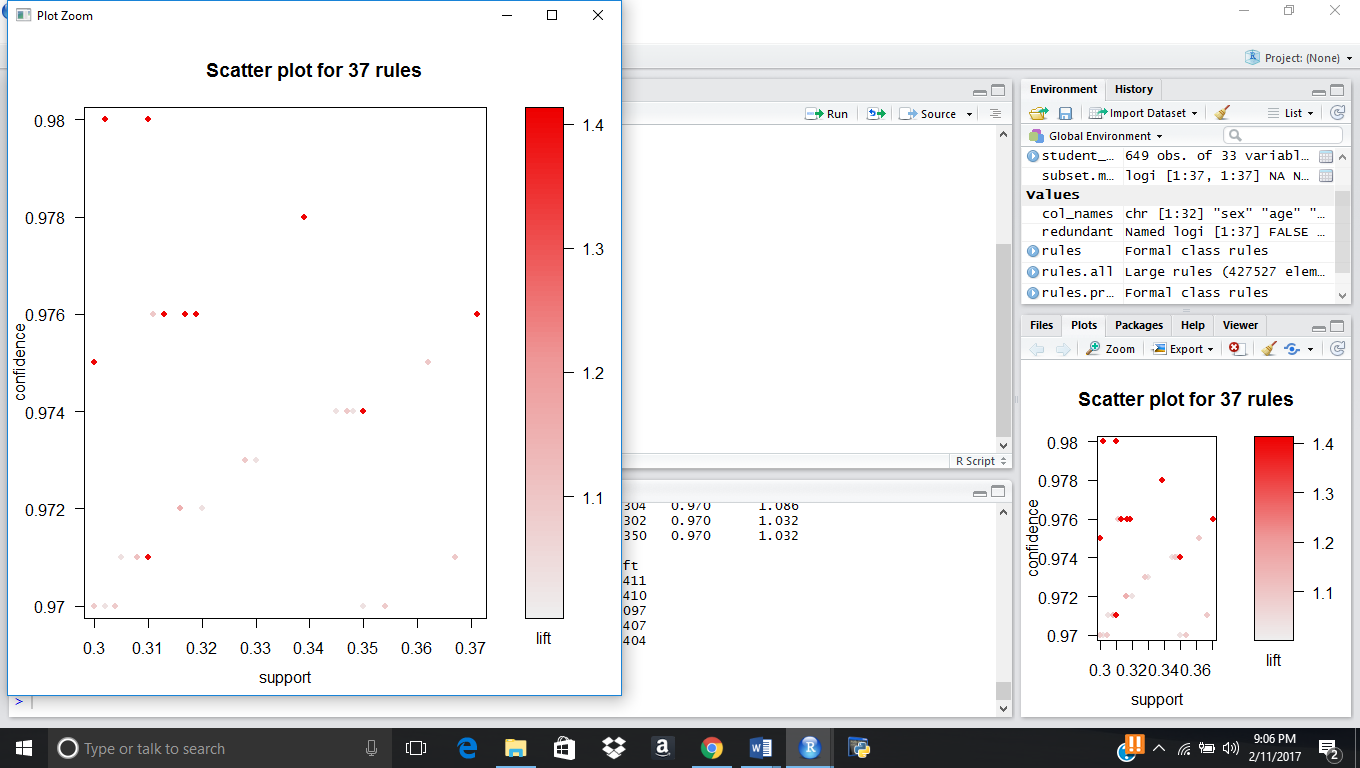 Plot Zoom
Scatter plot for 37 rules
0.98
0.978
0.976
0.974
0.972
0.97
confidence
0.3 0.31 0.32 0.33 0.34 0.35 0.36 0.37
support
1.4
1.3
1.2
1.1
lift
Project: (None)
Run Source
R Script
304 0.970 1.086
302 0.970 1.032
350 0.970 1.032
ft
411
410
097
407
404
>
Environment History
Import Dataset List
Global Environment
student_... 649 obs. of 33 variabl...
subset.m... logi [1:37, 1:37] NA N...
Values
col_names chr [1:32] "sex" "age" "...
redundant Named logi [1:37] FALSE ...
rules Formal class rules
rules.all Large rules (427527 elem...
rules.pr... Formal class rules
Files Plots Packages Help Viewer
Zoom Export
Scatter plot for 37 rules
0.98
0.978
0.976
0.974
0.972
0.97
confidence
0.3 0.32 0.34 0.36
support
1.4
1.3
1.2
1.1
lift
Type or talk to search
9:06 PM
2/11/2017
2